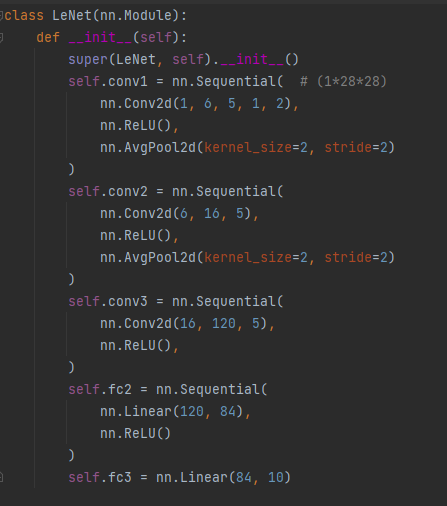 class LeNet(nn.Module):
    def __init__(self):
        super(LeNet, self).__init__()
        self.conv1 = nn.Sequential(  # (1*28*28)
            nn.Conv2d(1, 6, 5, 1, 2),
            nn.ReLU(),
            nn.AvgPool2d(kernel_size=2, stride=2)
        )
        self.conv2 = nn.Sequential(
            nn.Conv2d(6, 16, 5),
            nn.ReLU(),
            nn.AvgPool2d(kernel_size=2, stride=2)
        )
        self.conv3 = nn.Sequential(
            nn.Conv2d(16, 120, 5),
            nn.ReLU(),
        )
        self.fc2 = nn.Sequential(
            nn.Linear(120, 84),
            nn.ReLU()
        )
        self.fc3 = nn.Linear(84, 10)